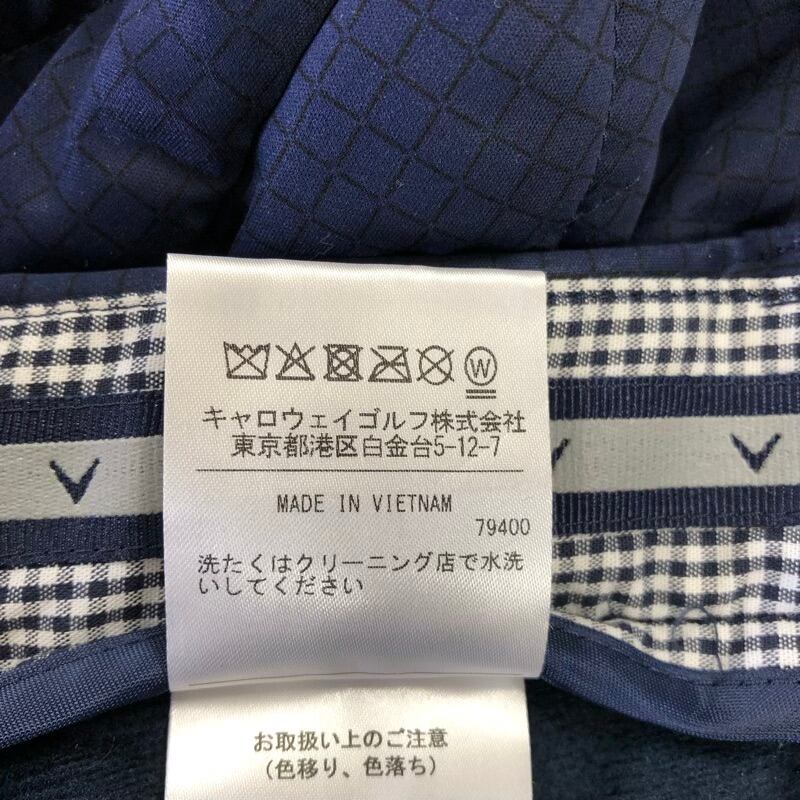 W
キャロウェイゴルフ株式会社
東京都港区白金台5-12-7
MADE IN VIETNAM
79400
洗たくはクリーニング店で水洗
いしてください
お取扱い上のご注意
(色移り、色落ち)